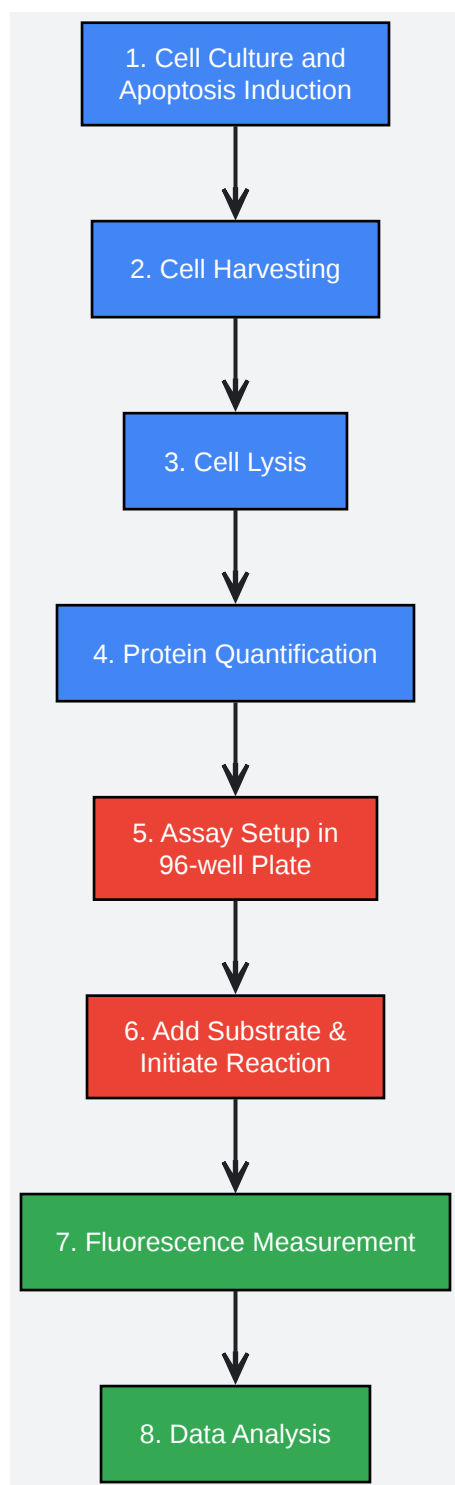 1. Cell Culture and
Apoptosis Induction
2. Cell Harvesting
3. Cell Lysis
4. Protein Quantification
5. Assay Setup in
96-well Plate
6. Add Substrate &
Initiate Reaction
7. Fluorescence Measurement
8. Data Analysis